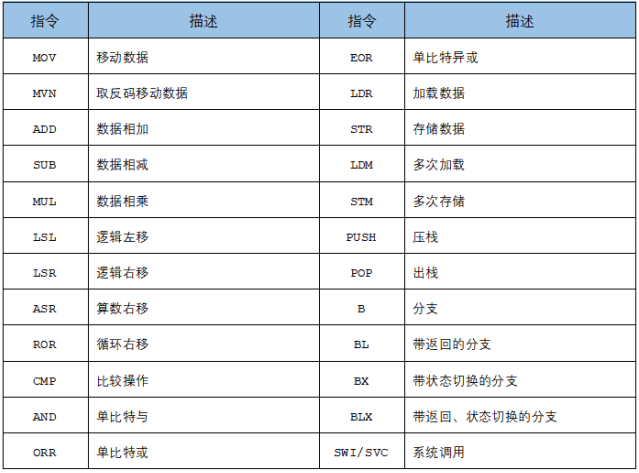 指令 描述 指令 描述
MOV 移动数据 EOR 单比特异或
MVN 取反码移动数据 LDR 加载数据
ADD 数据相加 STR 存储数据
SUB 数据相减 LDM 多次加载
MUL 数据相乘 STM 多次存储
LSL 逻辑左移 PUSH 压栈
LSR 逻辑右移 POP 出栈
ASR 算数右移 B 分支
ROR 循环右移 BL 带返回的分支
CMP 比较操作 BX 带状态切换的分支
AND 单比特与 BLX 带返回、状态切换的分支
ORR 单比特或 SWI/SVC 系统调用